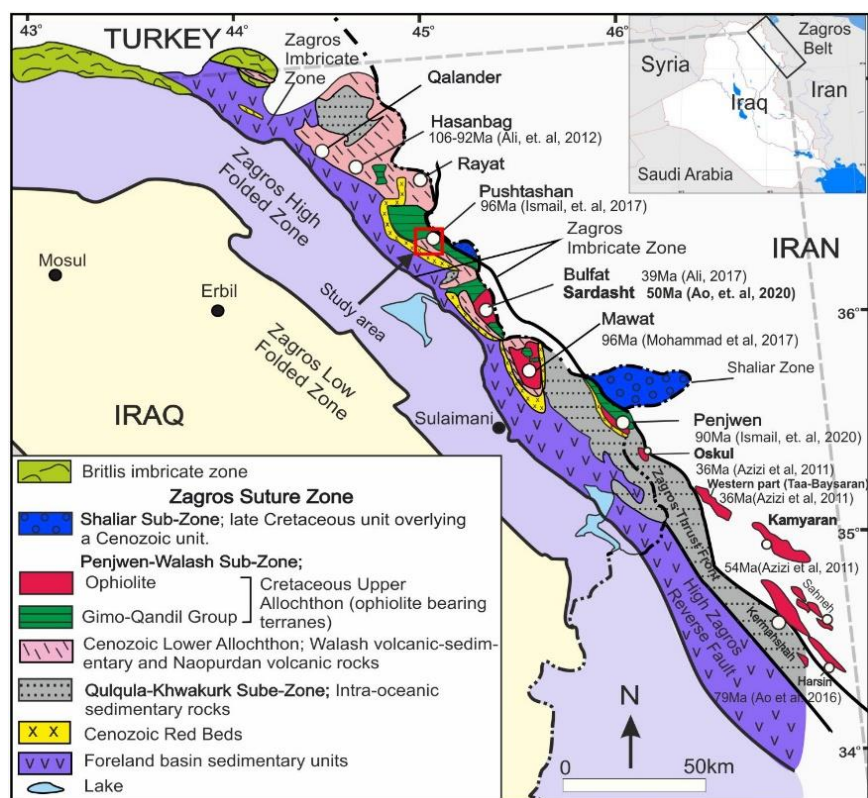 43° 44° 45° 46°
TURKEY
Zagros
Imbricate
Zone
Qalander
Hasanbag
106-92Ma (Ali, et. al, 2012)
Rayat
Pushtashan
96Ma (Ismail, et. al, 2017)
Zagros
Belt
Syria
Iraq
Iran
Saudi Arabia
IRAN
Zagros High
Folded Zone
Zagros
Imbricate Zone
Mosul
Erbil
Study area
Bulfat 39Ma (Ali, 2017)
Sardasht 50Ma (Ao, et. al, 2020)
36°
Mawat
96Ma (Mohammad et al, 2017)
Zagros Low
Folded Zone
Shaliar Zone
IRAQ
Sulaimani
Penjwen
90Ma (Ismail, et. al, 2020)
Oskul
36Ma (Azizi et al, 2011)
Western part (Taa-Baysaran)
36Ma(Azizi et al, 2011)
Kamyaran
35°
54Ma(Azizi et al, 2011)
Zagros Thrust Front
High Zagros
Reverse Fault
Sahneh
Kermahshah
Harsin
79Ma (Ao et al, 2016)
34°
N
0 50km
Britlis imbricate zone
Zagros Suture Zone
Shaliar Sub-Zone; late Cretaceous unit overlying
a Cenozoic unit.
Penjwen-Walash Sub-Zone;
Ophiolite
Gimo-Qandil Group
Cretaceous Upper
Allochthon (ophiolite bearing
terranes)
Cenozoic Lower Allochthon; Walash volcanic-sedim-
entary and Naopurdan volcanic rocks
Qulqula-Khwakurk Sube-Zone; Intra-oceanic
sedimentary rocks
Cenozoic Red Beds
Foreland basin sedimentary units
Lake